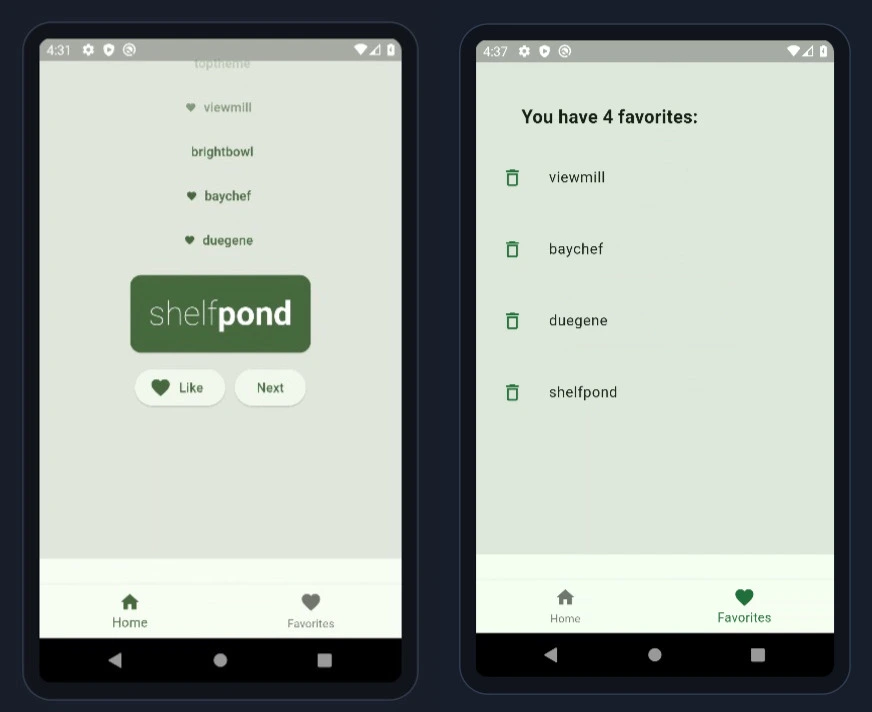 4:31
toptheme
viewmill
brightbowl
baychef
duegene
shelfpond
Like
Next
Home
Favorites
4:37
You have 4 favorites:
viewmill
baychef
duegene
shelfpond
Home
Favorites